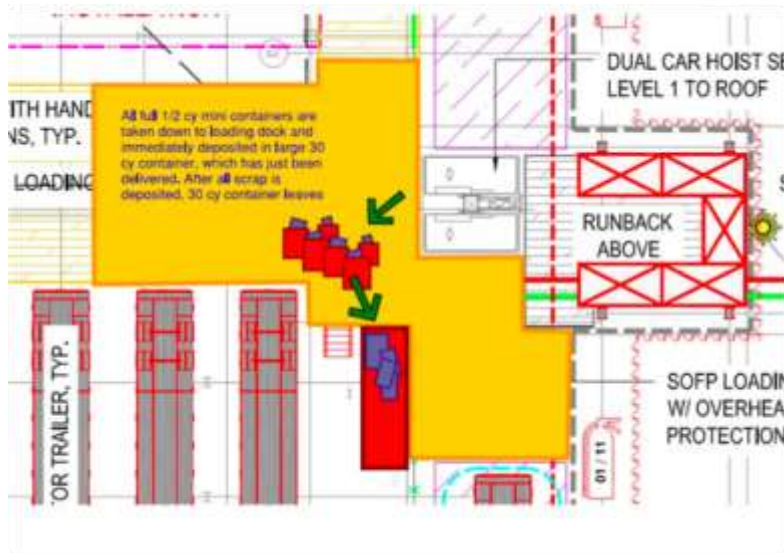 DUAL CAR HOIST SE
LEVEL 1 TO ROOF
ITH HAND
NS, TYP.
LOADING
All full 1/2 cy mini containers are
taken down to loading dock and
immediately deposited in large 30
cy container, which has just been
delivered. After all scrap is
deposited, 30 cy container leaves
RUNBACK
ABOVE
S
OR TRAILER, TYP.
SOFP LOADIN
W/ OVERHEA
PROTECTION
01 / 11